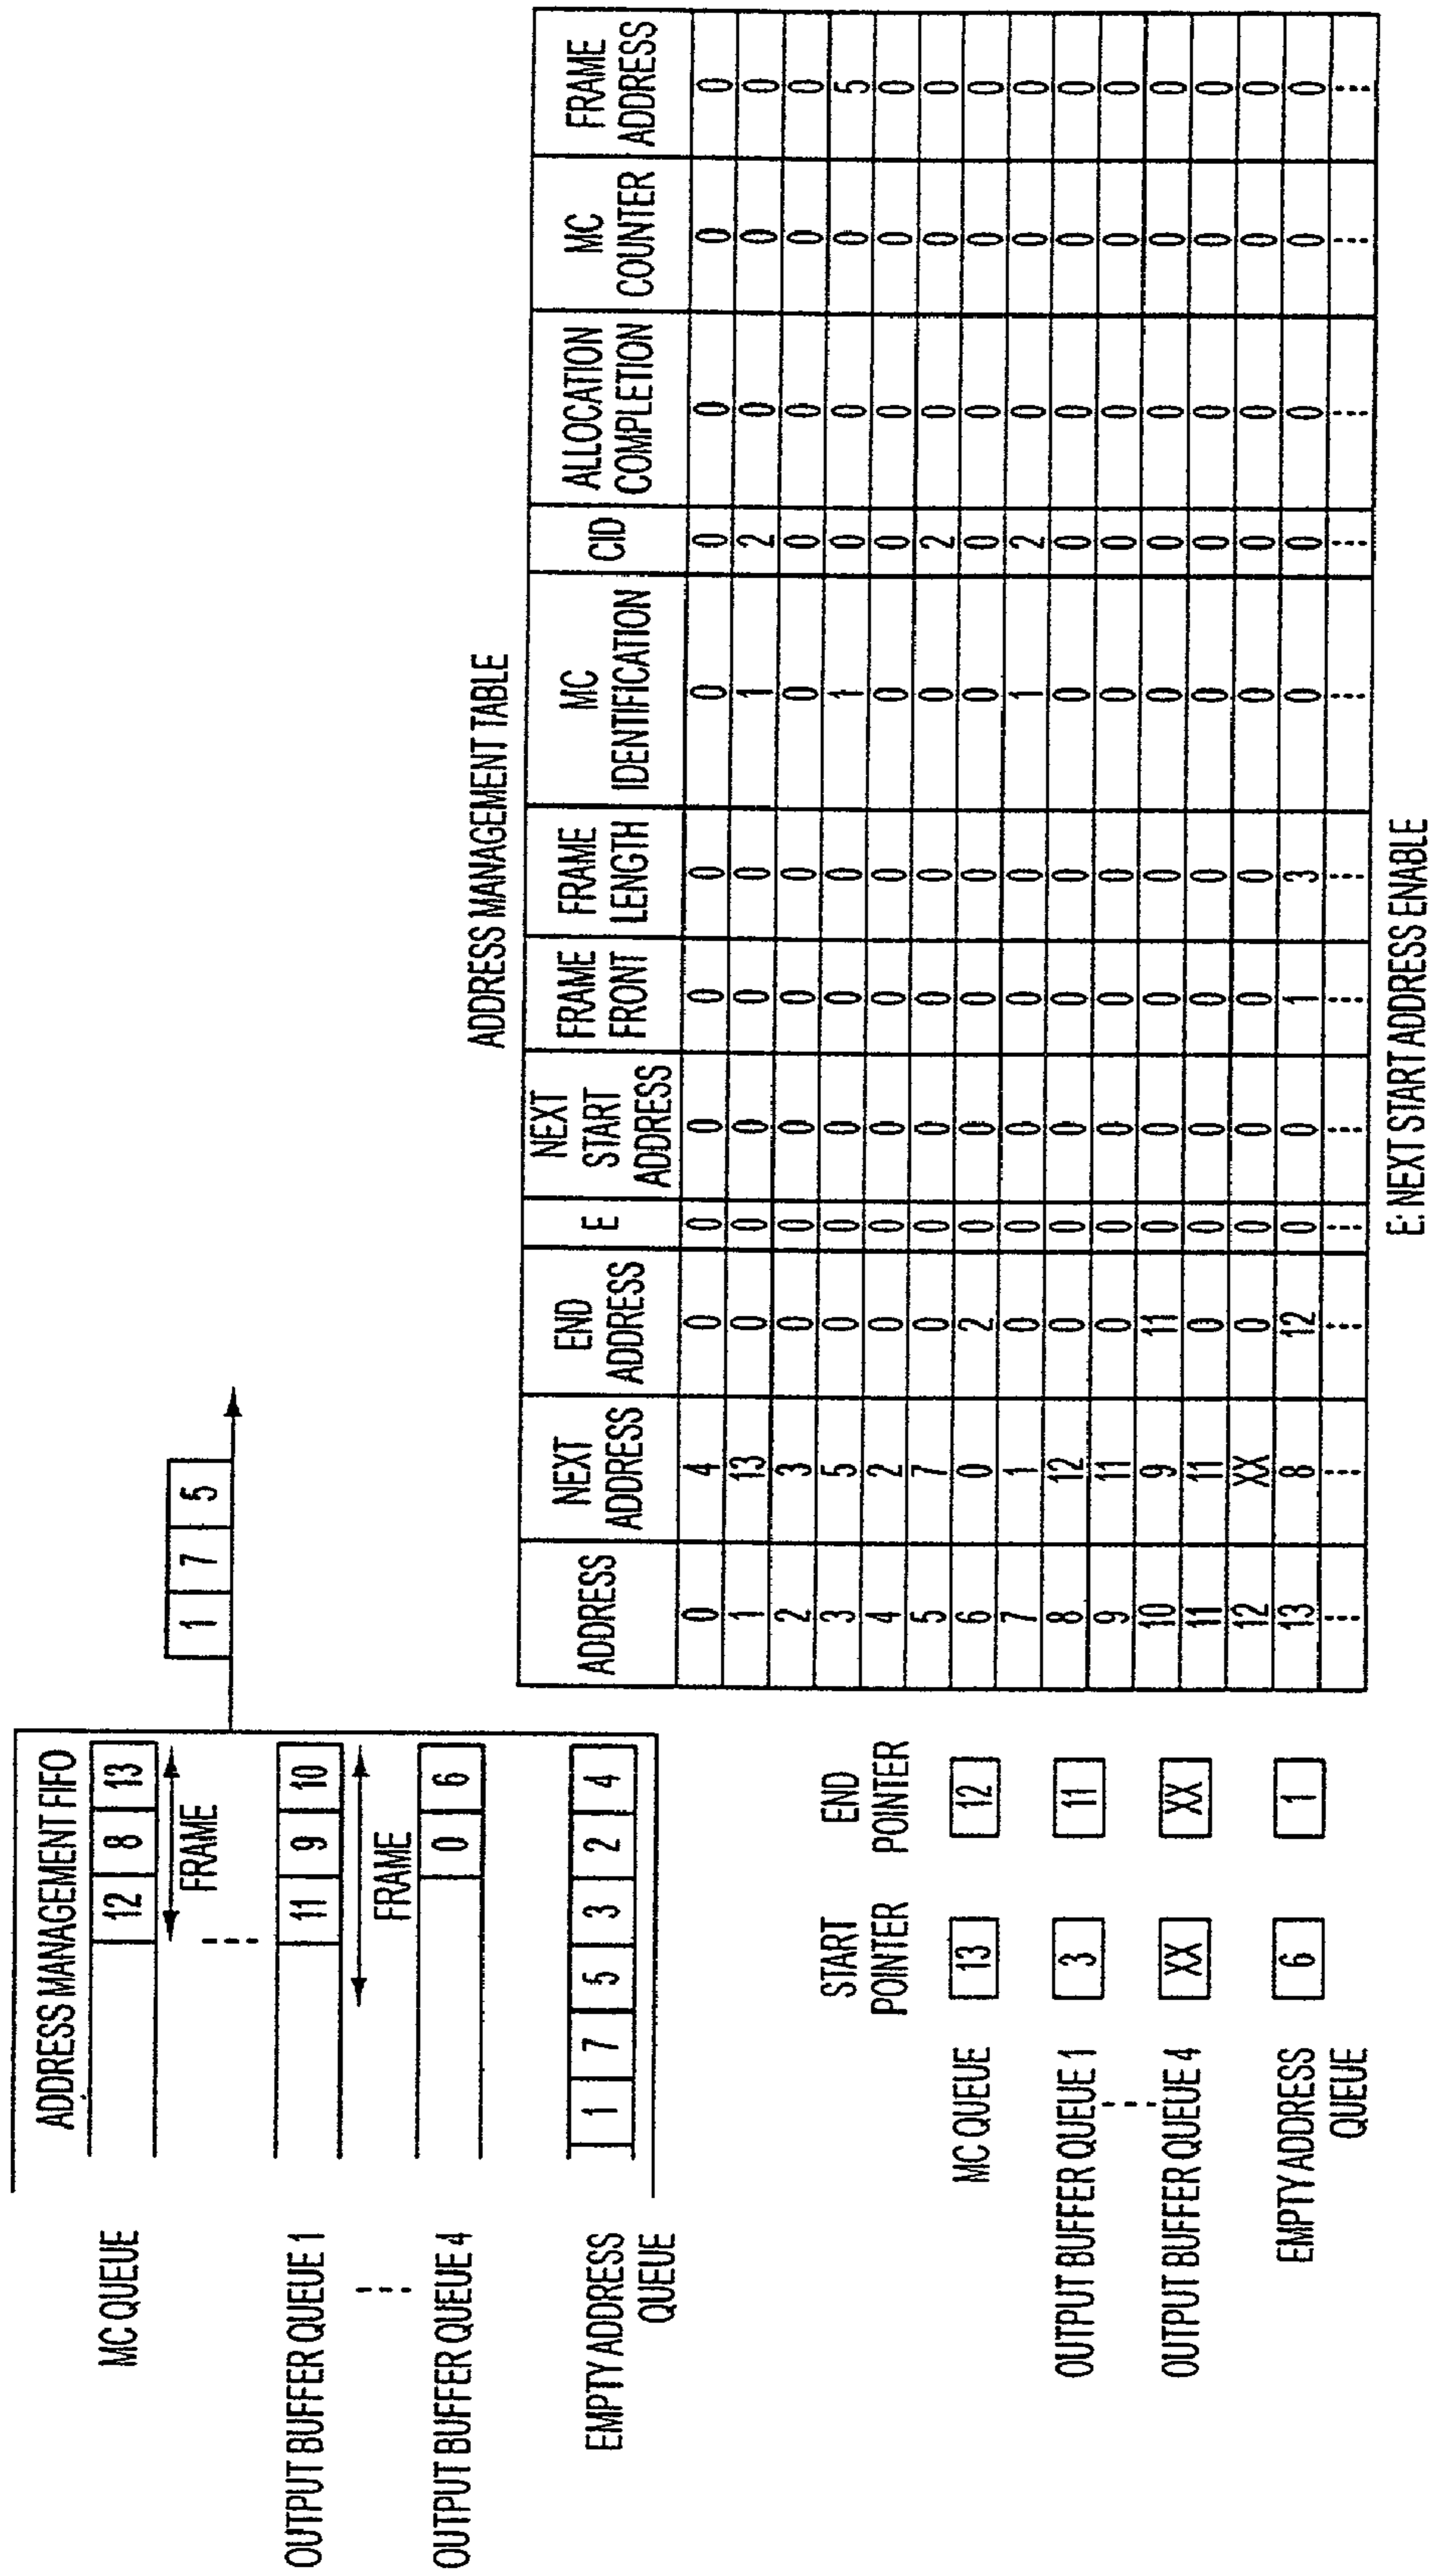 ADDRESS MANAGEMENT FIFO
MC QUEUE
12 8 13
FRAME
1 7 5
OUTPUT BUFFER QUEUE 1
11 9 10
FRAME
OUTPUT BUFFER QUEUE 4
0 6
EMPTY ADDRESS
QUEUE
1 7 5 3 2 4
START
POINTER
END
POINTER
MC QUEUE 13 12
OUTPUT BUFFER QUEUE 1 3 11
OUTPUT BUFFER QUEUE 4 XX XX
EMPTY ADDRESS
QUEUE
6 1
ADDRESS MANAGEMENT TABLE
ADDRESS NEXT ADDRESS END ADDRESS E NEXT START ADDRESS FRAME FRONT FRAME LENGTH MC IDENTIFICATION CID ALLOCATION COMPLETION MC COUNTER FRAME ADDRESS
0 4 0 0 0 0 0 0 0 0 0 0
1 13 0 0 0 0 0 1 2 0 0 0
2 3 0 0 0 0 0 0 0 0 0 0
3 5 0 0 0 0 0 1 0 0 0 5
4 2 0 0 0 0 0 0 0 0 0 0
5 7 0 0 0 0 0 0 2 0 0 0
6 0 2 0 0 0 0 0 0 0 0 0
7 1 0 0 0 0 0 1 2 0 0 0
8 12 0 0 0 0 0 0 0 0 0 0
9 11 0 0 0 0 0 0 0 0 0 0
10 9 11 0 0 0 0 0 0 0 0 0
11 11 0 0 0 0 0 0 0 0 0 0
12 XX 0 0 0 0 0 0 0 0 0 0
13 8 12 0 0 1 3 0 0 0 0 0
E: NEXT START ADDRESS ENABLE